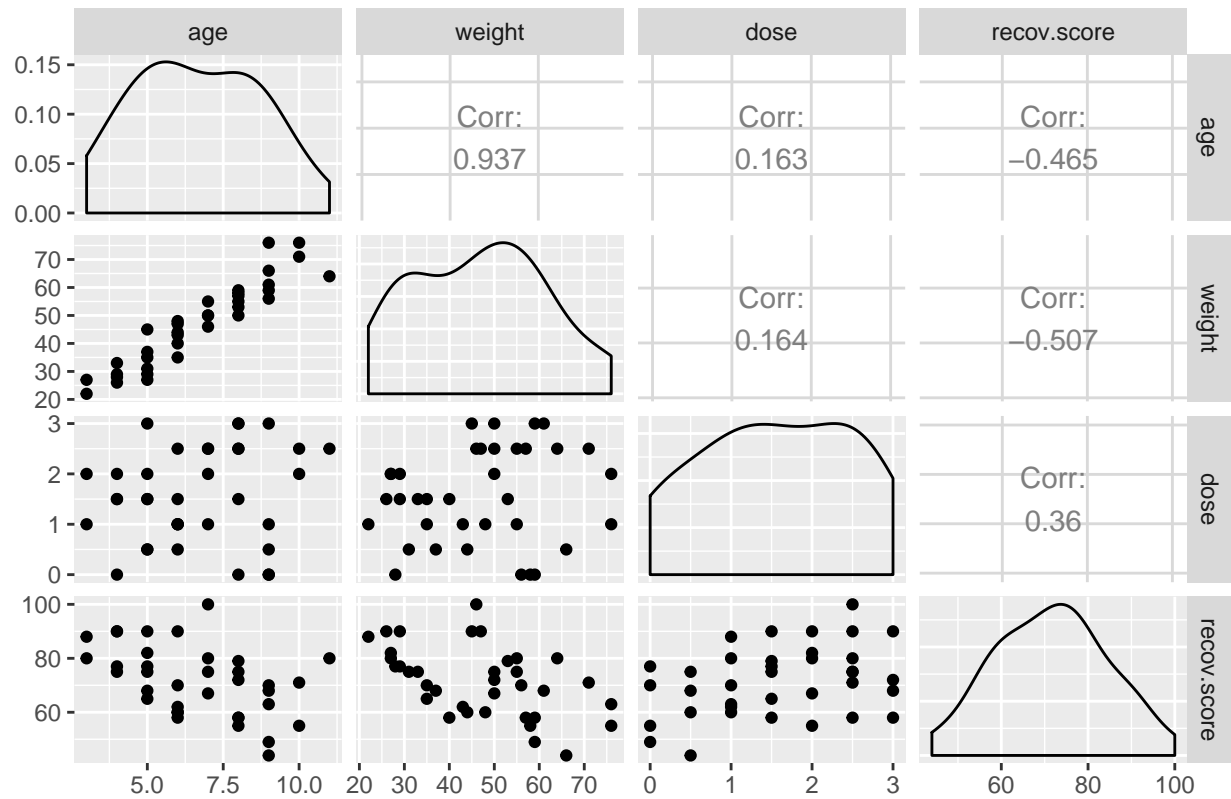 age weight dose recov.score
0.15
0.10
0.05
0.00
Corr:
0.937
Corr:
0.163
Corr:
−0.465
age
70
60
50
40
30
20
Corr:
0.164
Corr:
−0.507
weight
3
2
1
0
Corr:
0.36
dose
100
80
60
recov.score
5.0 7.5 10.0 20 30 40 50 60 70 0 1 2 3 60 80 100